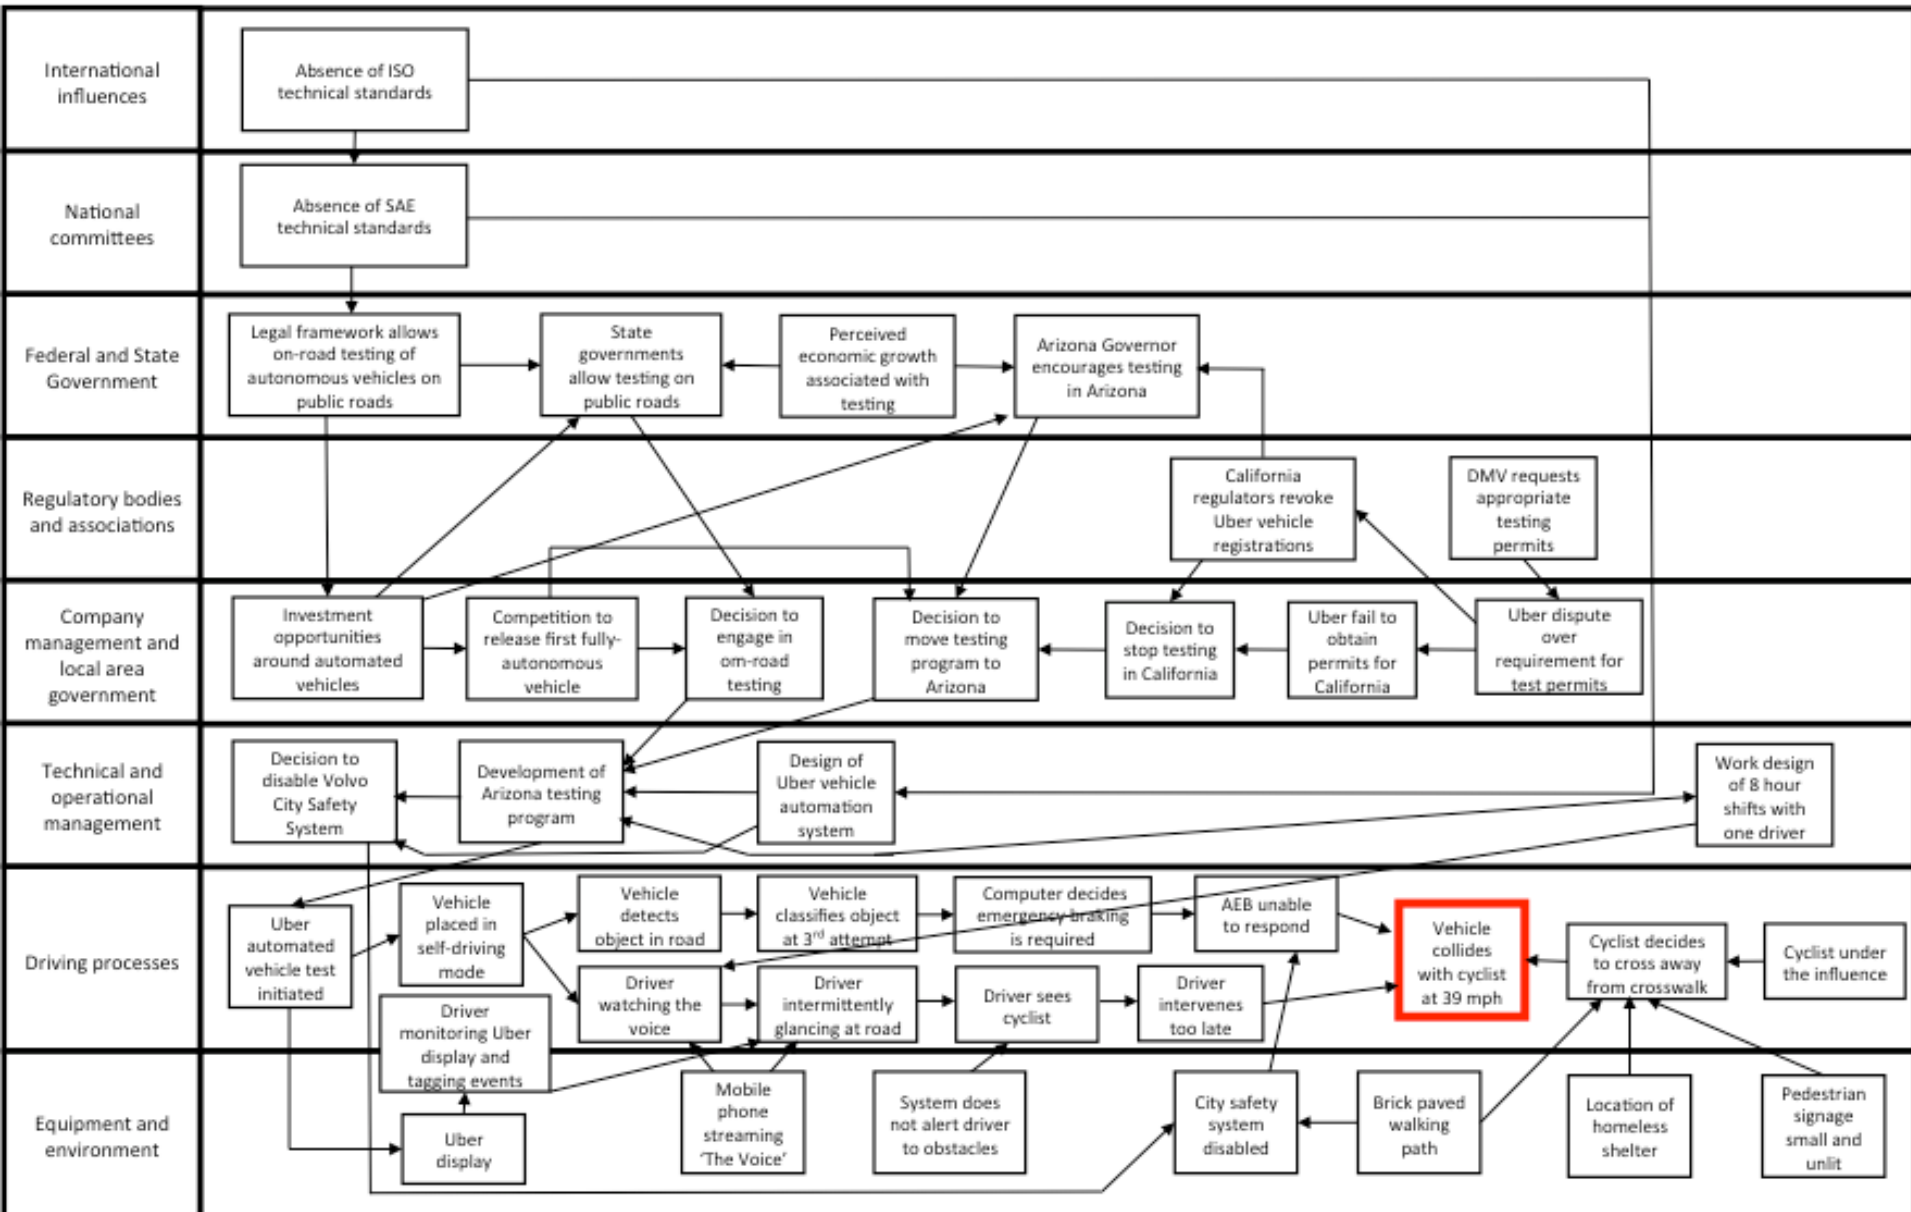 International
influences
Absence of ISO
technical standards
National
committees
Absence of SAE
technical standards
Federal and State
Government
Legal framework allows
on-road testing of
autonomous vehicles on
public roads
State
governments
allow testing on
public roads
Perceived
economic growth
associated with
testing
Arizona Governor
encourages testing
in Arizona
Regulatory bodies
and associations
California
regulators revoke
Uber vehicle
registrations
DMV requests
appropriate
testing
permits
Company
management and
local area
government
Investment
opportunities
around automated
vehicles
Competition to
release first fully-
autonomous
vehicle
Decision to
engage in
om-road
testing
Decision to
move testing
program to
Arizona
Decision to
stop testing
in California
Uber fail to
obtain
permits for
California
Uber dispute
over
requirement for
test permits
Technical and
operational
management
Decision to
disable Volvo
City Safety
System
Development of
Arizona testing
program
Design of
Uber vehicle
automation
system
Work design
of 8 hour
shifts with
one driver
Driving processes
Uber
automated
vehicle test
initiated
Vehicle
placed in
self-driving
mode
Vehicle
detects
object in road
Vehicle
classifies object
at 3rd attempt
Computer decides
emergency braking
is required
AEB unable
to respond
Vehicle
collides
with cyclist
at 39 mph
Cyclist decides
to cross away
from crosswalk
Cyclist under
the influence
Driver
watching the
voice
Driver
intermittently
glancing at road
Driver sees
cyclist
Driver
intervenes
too late
Driver
monitoring Uber
display and
tagging events
Equipment and
environment
Uber
display
Mobile
phone
streaming
'The Voice'
System does
not alert driver
to obstacles
City safety
system
disabled
Brick paved
walking
path
Location of
homeless
shelter
Pedestrian
signage
small and
unlit